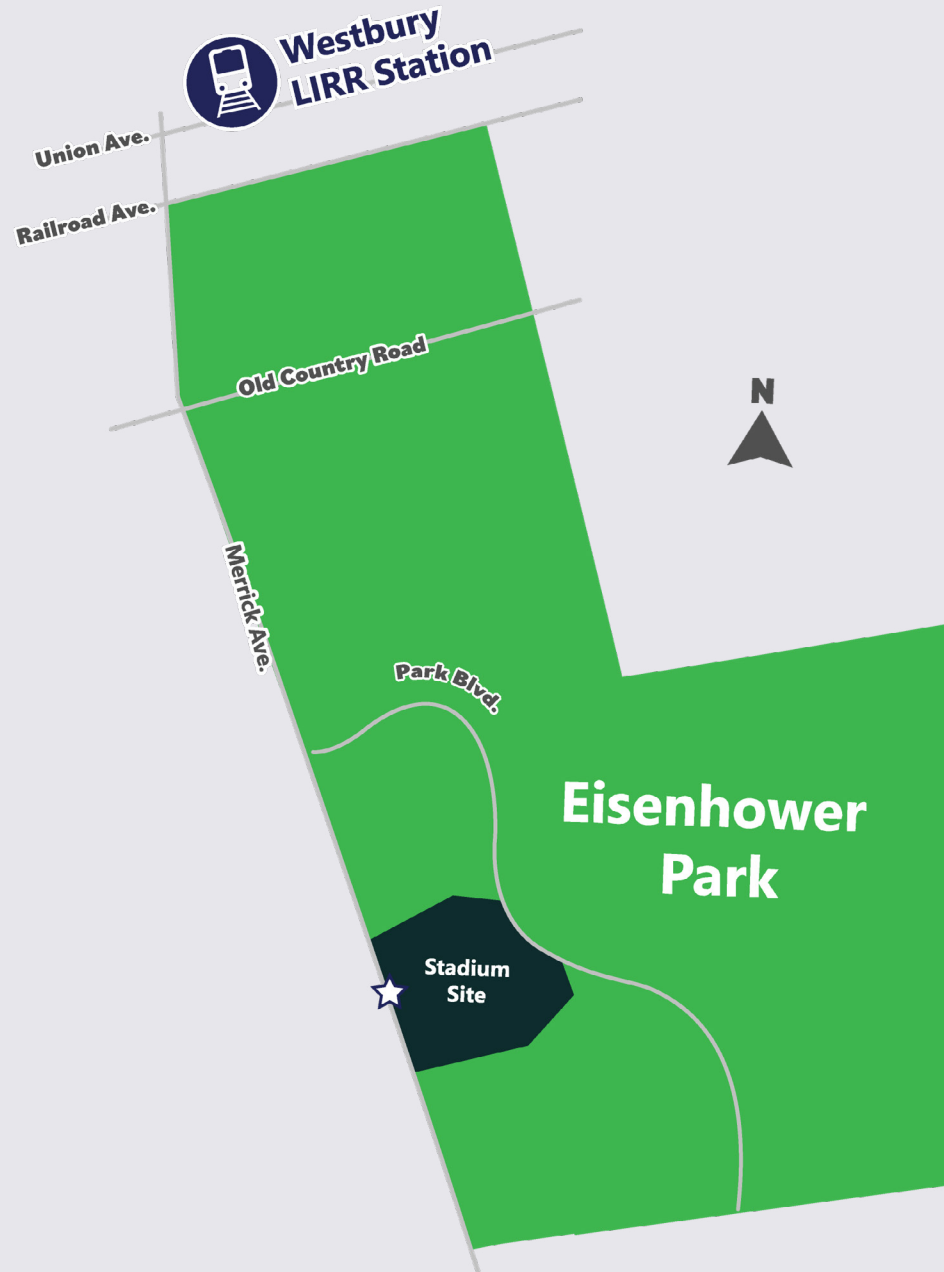 Westbury
LIRR Station
Union Ave.
Railroad Ave.
Old Country Road
N
Merrick Ave.
Park Blvd.
Eisenhower
Park
Stadium
Site